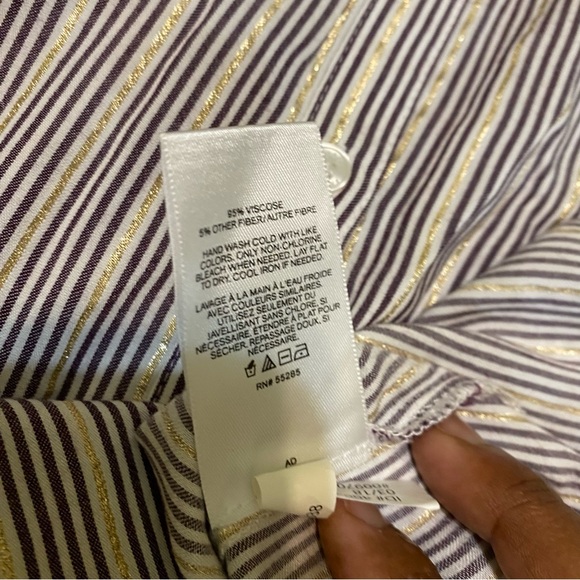 95% VISCOSE
5% OTHER FIBER/AUTRE FIBRE
HAND WASH COLD WITH LIKE
COLORS. ONLY NON-CHLORINE
BLEACH WHEN NEEDED. LAY FLAT
TO DRY. COOL IRON IF NEEDED.
LAVAGE À LA MAIN À L'EAU FROIDE
AVEC COULEURS SIMILAIRES.
UTILISEZ SEULEMENT DU
JAVELLISANT SANS CHLORE, SI
NÉCESSAIRE. ÉTENDRE À PLAT POUR
SÉCHER, REPASSAGE DOUX, SI
NÉCESSAIRE.
RN# 55285
AD
03/18